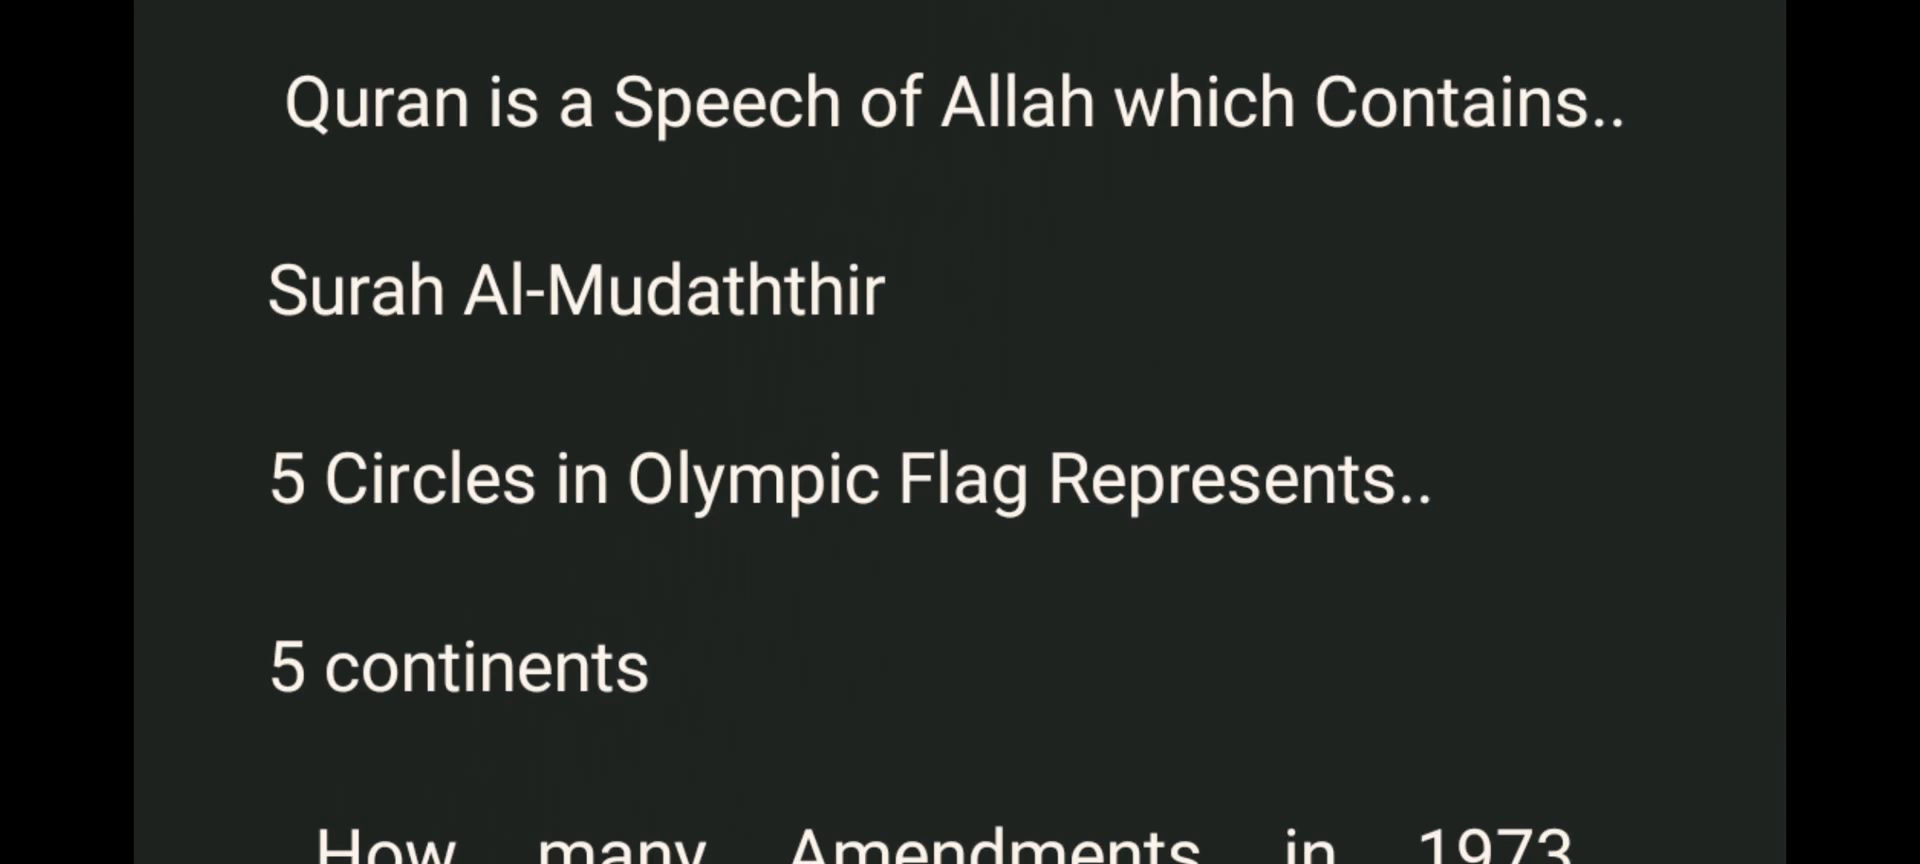 Quran is a Speech of Allah which Contains..
Surah Al-Mudaththir
5 Circles in Olympic Flag Represents..
5 continents
How many Amendments in 1973